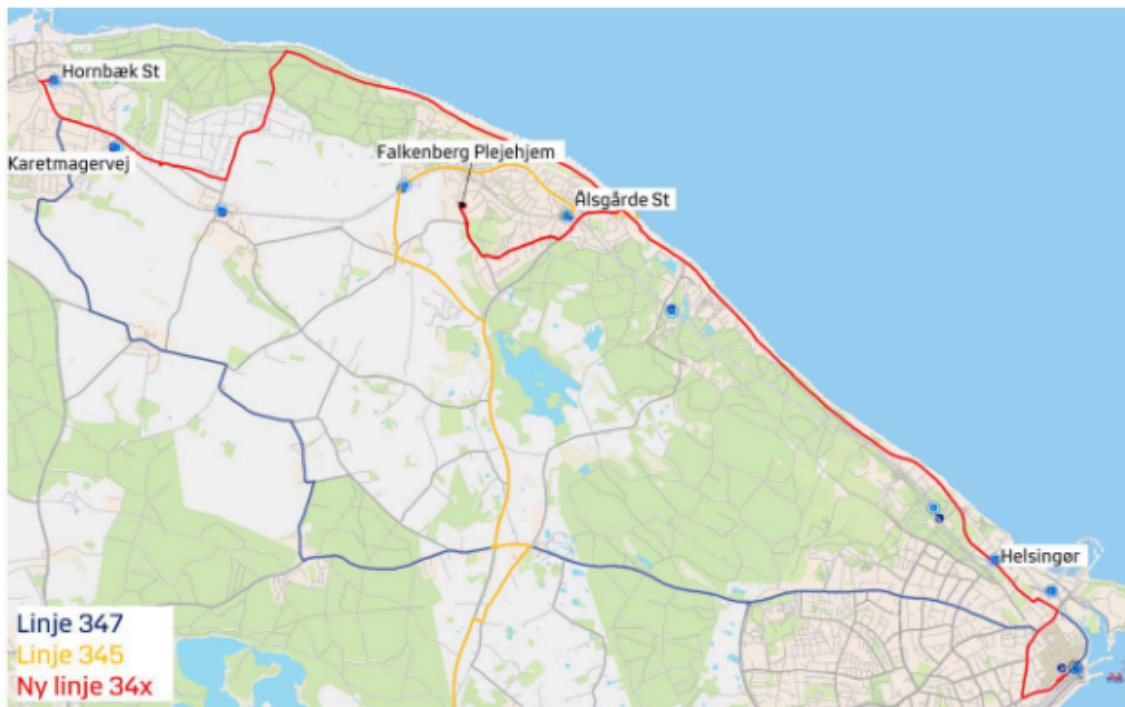 Hornbæk St
Karetmagervej
Falkenberg Plejehjem
Ålsgårde St
Helsingør
Linje 347
Linje 345
Ny linje 34x